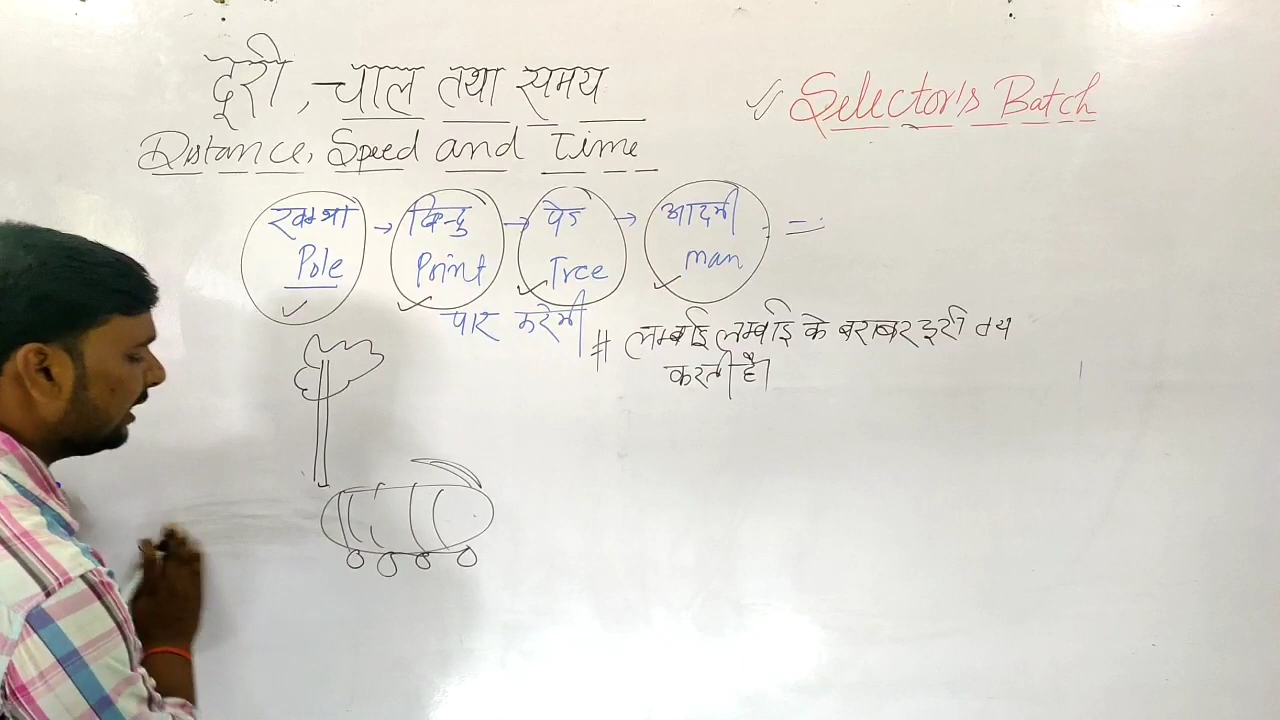 दूरी, चाल तथा समय
Distance, Speed and Time
Selector's Batch
खम्भा → बिन्दु → पेड → आदमी =
Pole Print Tree man
पार करेगी
# लम्बाई लम्बाई के बराबर दूरी तय
करती है।